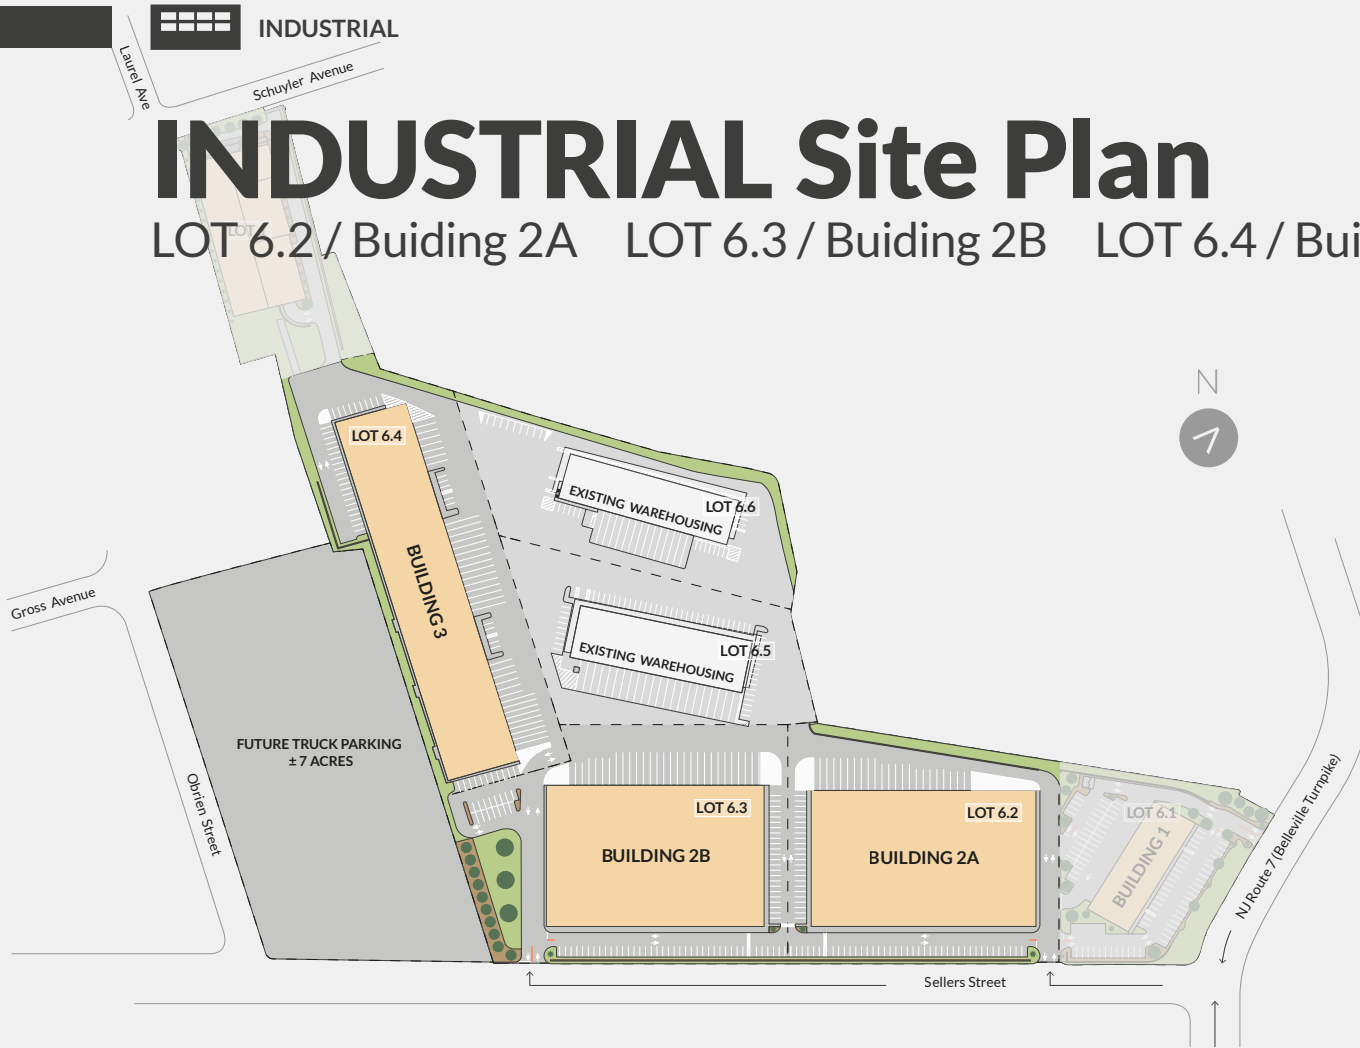 INDUSTRIAL
Laurel Ave
Schuyler Avenue
INDUSTRIAL Site Plan
LOT
LOT 6.2 / Buiding 2A LOT 6.3 / Buiding 2B LOT 6.4 / Bui
N
LOT 6.4
EXISTING WAREHOUSING
LOT 6.6
BUILDING 3
Gross Avenue
EXISTING WAREHOUSING
LOT 6.5
FUTURE TRUCK PARKING
± 7 ACRES
Obrien Street
LOT 6.3
BUILDING 2B
LOT 6.2
BUILDING 2A
LOT 6.1
BUILDING 1
NJ Route 7 (Belleville Turnpike)
Sellers Street